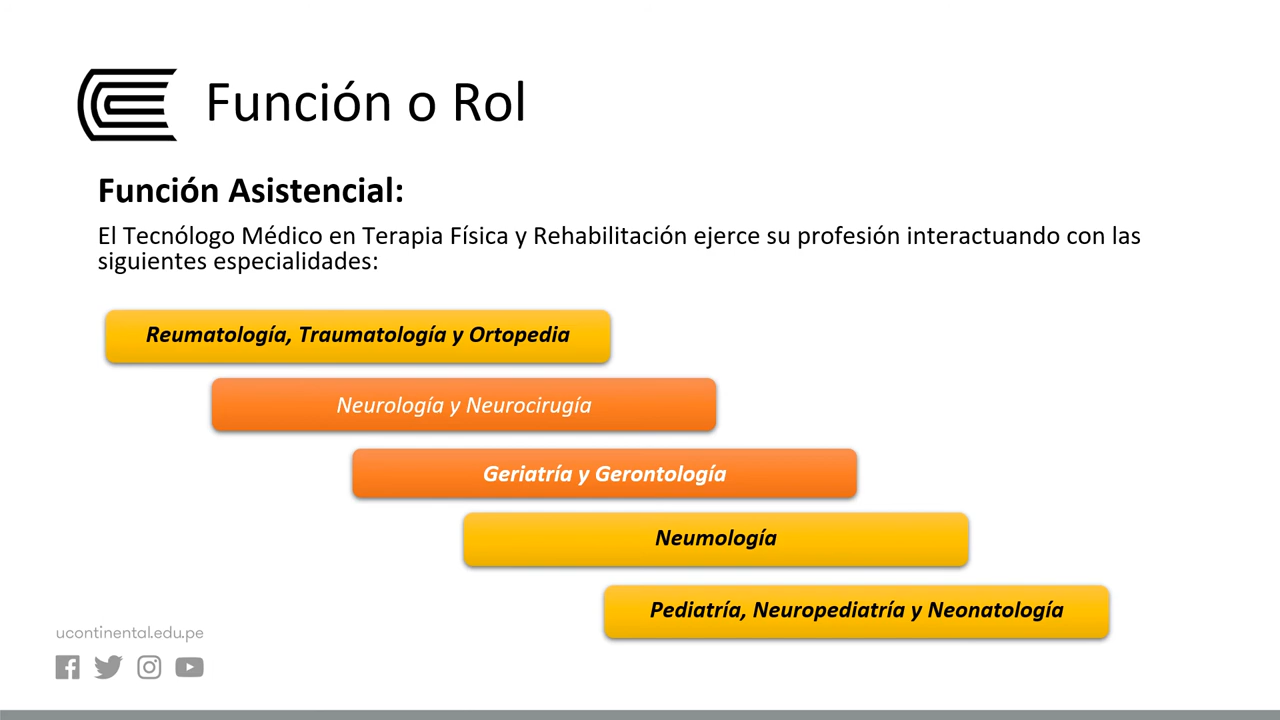 Función o Rol
Función Asistencial:
El Tecnólogo Médico en Terapia Física y Rehabilitación ejerce su profesión interactuando con las
siguientes especialidades:
Reumatología, Traumatología y Ortopedia
Neurología y Neurocirugía
Geriatría y Gerontología
Neumología
Pediatría, Neuropediatría y Neonatología
ucontinental.edu.pe